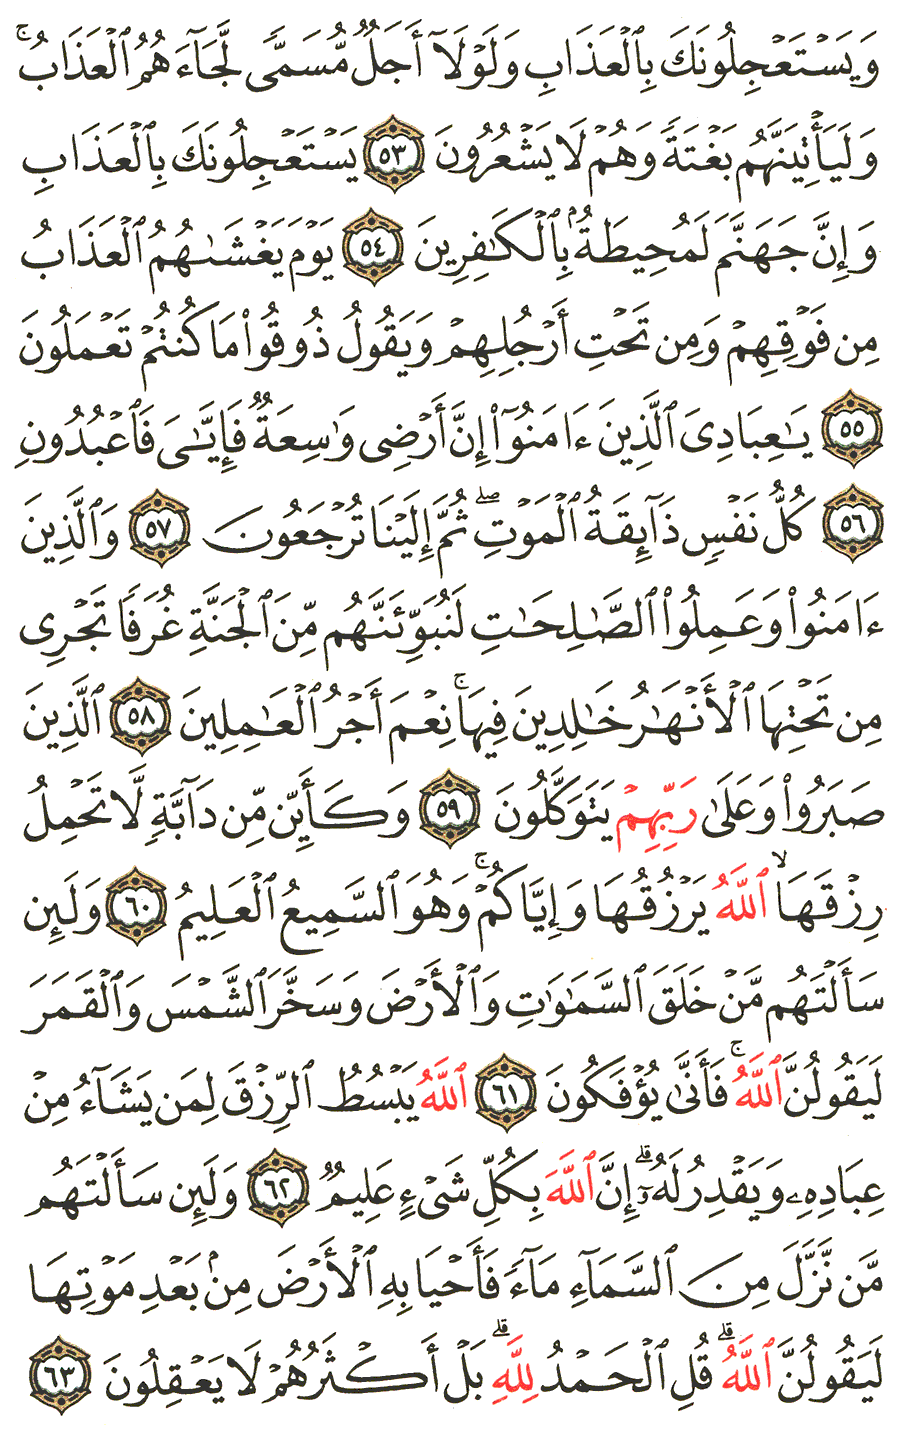 وَيَسْتَعْجِلُونَكَ بِٱلْعَذَابِ وَلَوْلَآ أَجَلٌ مُّسَمًّى لَّجَآءَهُمُ ٱلْعَذَابُ ۚ
وَلَيَأْتِيَنَّهُم بَغْتَةً وَهُمْ لَا يَشْعُرُونَ ٥٣ يَسْتَعْجِلُونَكَ بِٱلْعَذَابِ
وَإِنَّ جَهَنَّمَ لَمُحِيطَةٌۢ بِٱلْكَـٰفِرِينَ ٥٤ يَوْمَ يَغْشَىٰهُمُ ٱلْعَذَابُ
مِن فَوْقِهِمْ وَمِن تَحْتِ أَرْجُلِهِمْ وَيَقُولُ ذُوقُوا۟ مَا كُنتُمْ تَعْمَلُونَ
٥٥ يَـٰعِبَادِىَ ٱلَّذِينَ ءَامَنُوٓا۟ إِنَّ أَرْضِى وَٰسِعَةٌ فَإِيَّـٰىَ فَٱعْبُدُونِ
٥٦ كُلُّ نَفْسٍ ذَآئِقَةُ ٱلْمَوْتِ ۖ ثُمَّ إِلَيْنَا تُرْجَعُونَ ٥٧ وَٱلَّذِينَ
ءَامَنُوا۟ وَعَمِلُوا۟ ٱلصَّـٰلِحَـٰتِ لَنُبَوِّئَنَّهُم مِّنَ ٱلْجَنَّةِ غُرَفًا تَجْرِى
مِن تَحْتِهَا ٱلْأَنْهَـٰرُ خَـٰلِدِينَ فِيهَا ۚ نِعْمَ أَجْرُ ٱلْعَـٰمِلِينَ ٥٨ ٱلَّذِينَ
صَبَرُوا۟ وَعَلَىٰ رَبِّهِمْ يَتَوَكَّلُونَ ٥٩ وَكَأَيِّن مِّن دَآبَّةٍ لَّا تَحْمِلُ
رِزْقَهَا ۙ ٱللَّهُ يَرْزُقُهَا وَإِيَّاكُمْ ۚ وَهُوَ ٱلسَّمِيعُ ٱلْعَلِيمُ ٦٠ وَلَئِن
سَأَلْتَهُم مَّنْ خَلَقَ ٱلسَّمَـٰوَٰتِ وَٱلْأَرْضَ وَسَخَّرَ ٱلشَّمْسَ وَٱلْقَمَرَ
لَيَقُولُنَّ ٱللَّهُ ۚ فَأَنَّىٰ يُؤْفَكُونَ ٦١ ٱللَّهُ يَبْسُطُ ٱلرِّزْقَ لِمَن يَشَآءُ مِنْ
عِبَادِهِۦ وَيَقْدِرُ لَهُۥٓ ۚ إِنَّ ٱللَّهَ بِكُلِّ شَىْءٍ عَلِيمٌ ٦٢ وَلَئِن سَأَلْتَهُم
مَّن نَّزَّلَ مِنَ ٱلسَّمَآءِ مَآءً فَأَحْيَا بِهِ ٱلْأَرْضَ مِنۢ بَعْدِ مَوْتِهَا
لَيَقُولُنَّ ٱللَّهُ ۚ قُلِ ٱلْحَمْدُ لِلَّهِ ۚ بَلْ أَكْثَرُهُمْ لَا يَعْقِلُونَ ٦٣